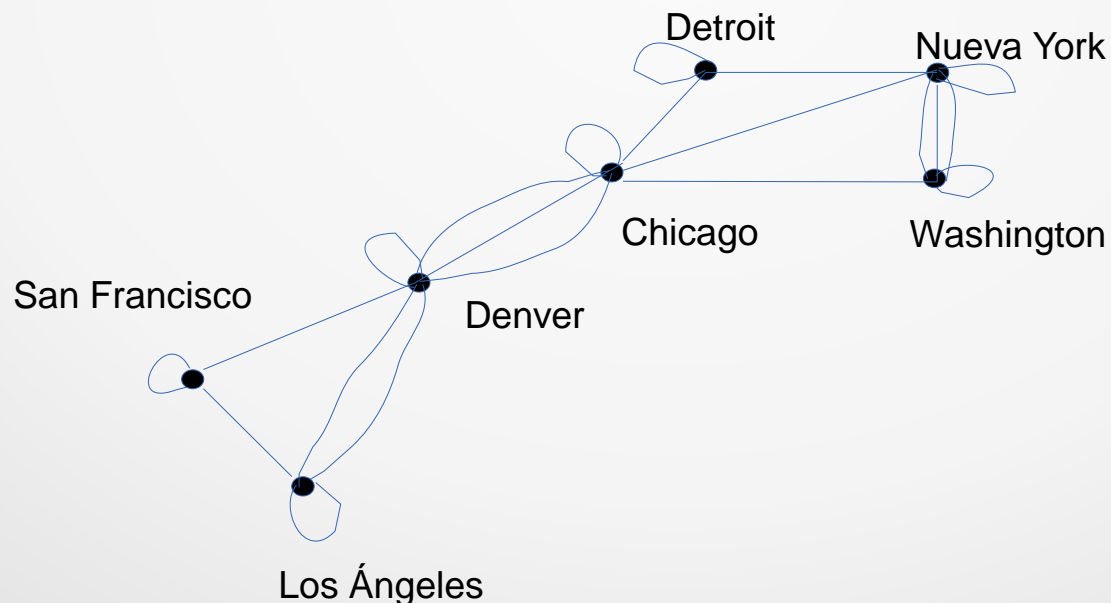 Detroit
Nueva York
Chicago
Washington
San Francisco
Denver
Los Ángeles